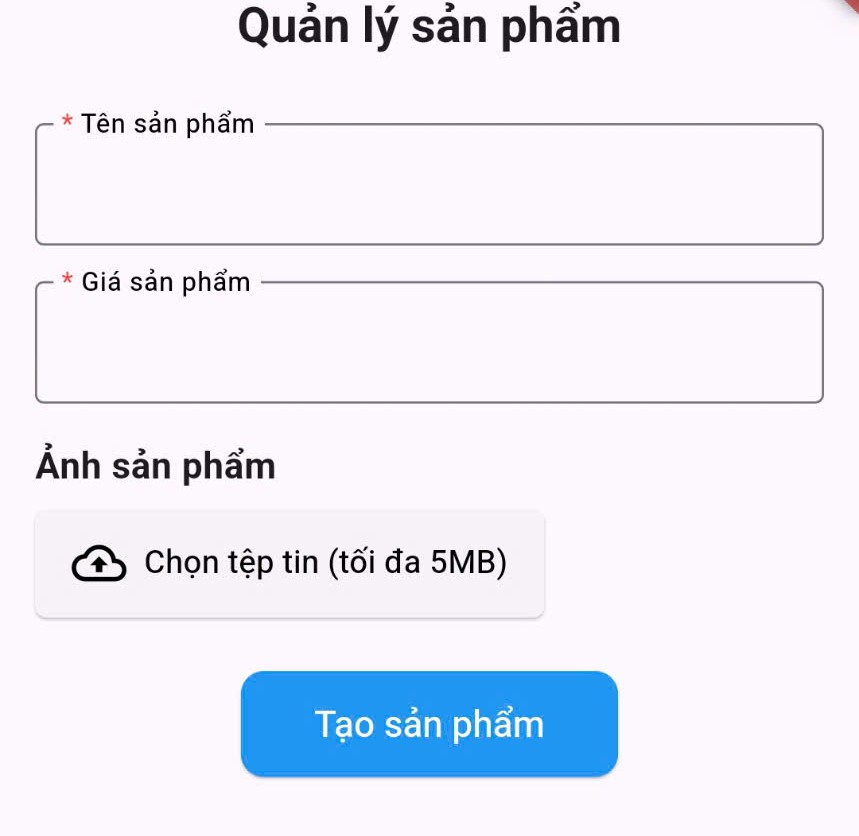 Quản lý sản phẩm
* Tên sản phẩm
* Giá sản phẩm
Ảnh sản phẩm
Chọn tệp tin (tối đa 5MB)
Tạo sản phẩm